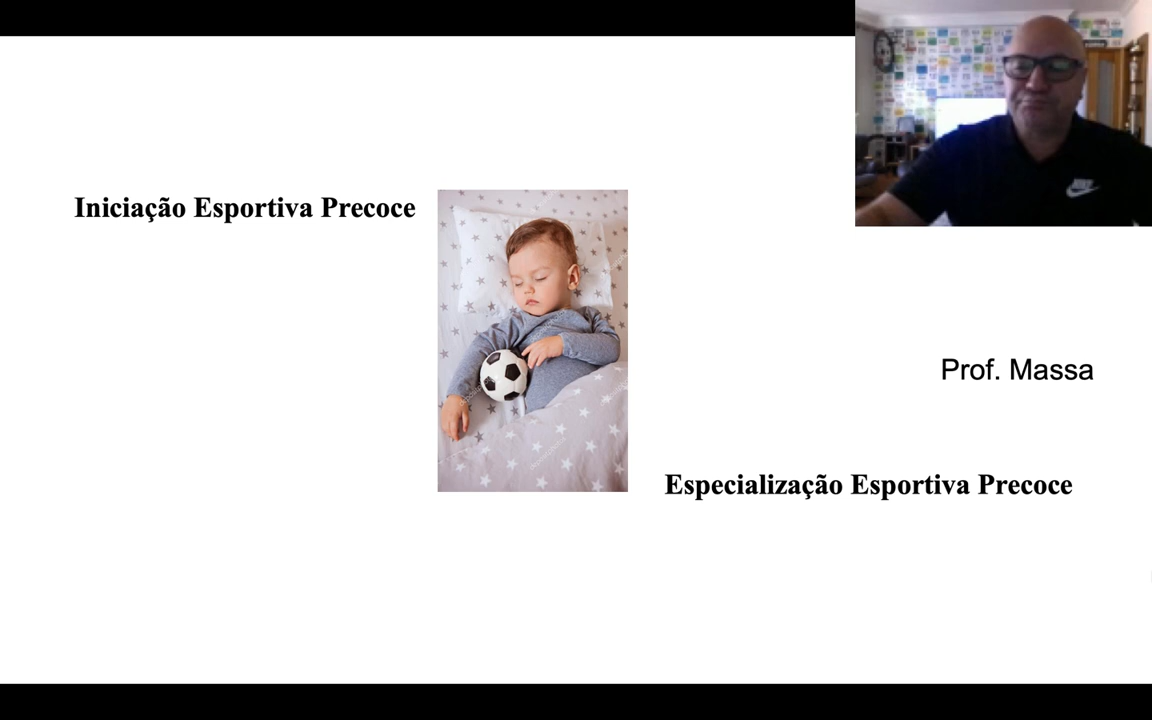 Iniciação Esportiva Precoce
Prof. Massa
Especialização Esportiva Precoce